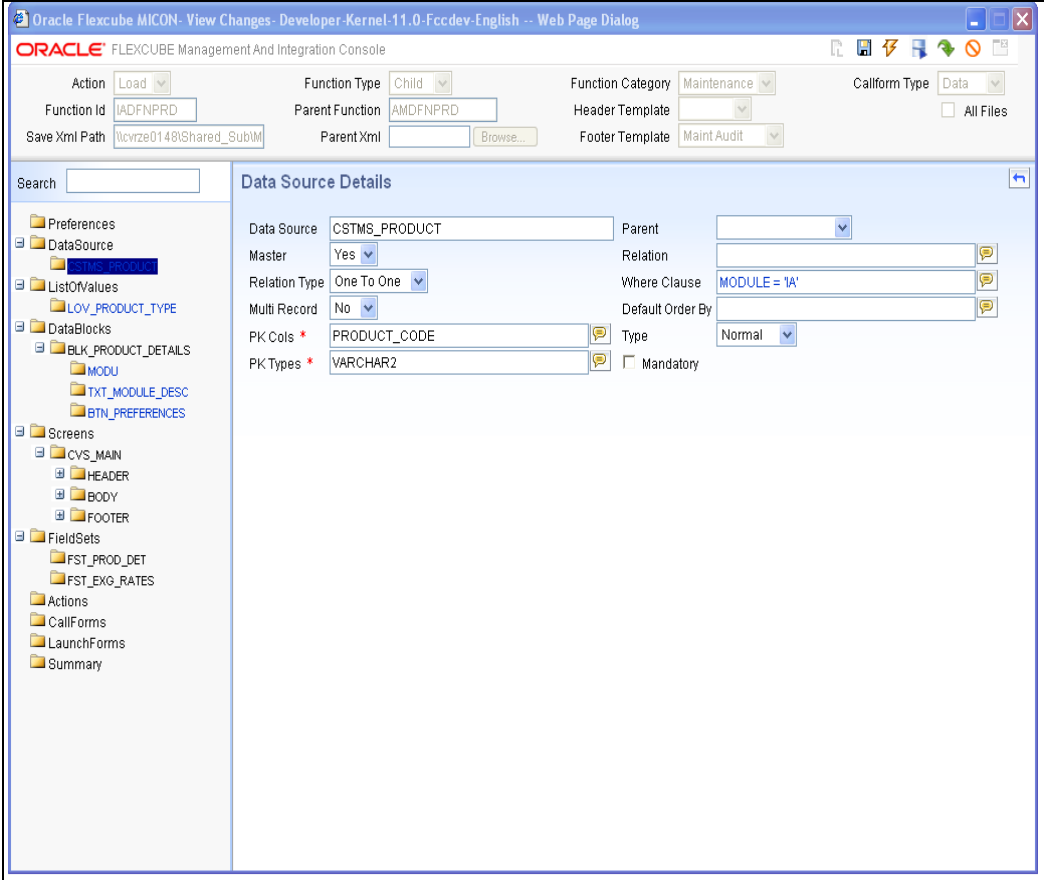 Oracle Flexcube MICON- View Changes- Developer-Kernel-11.0-Fccdev-English -- Web Page Dialog
ORACLE® FLEXCUBE Management And Integration Console
Action Load Function Type Child Function Category Maintenance Callform Type Data
Function Id IADFNPRD Parent Function AMDFNPRD Header Template All Files
Save Xml Path \\cvrze0148\Shared_Sub\M Parent Xml Browse... Footer Template Maint Audit
Search
Preferences
DataSource
CSTMS_PRODUCT
ListOfValues
LOV_PRODUCT_TYPE
DataBlocks
BLK_PRODUCT_DETAILS
MODU
TXT_MODULE_DESC
BTN_PREFERENCES
Screens
CVS_MAIN
HEADER
BODY
FOOTER
FieldSets
FST_PROD_DET
FST_EXG_RATES
Actions
CallForms
LaunchForms
Summary
Data Source Details
Data Source CSTMS_PRODUCT Parent
Master Yes Relation
Relation Type One To One Where Clause MODULE = 'IA'
Multi Record No Default Order By
PK Cols * PRODUCT_CODE Type Normal
PK Types * VARCHAR2 Mandatory